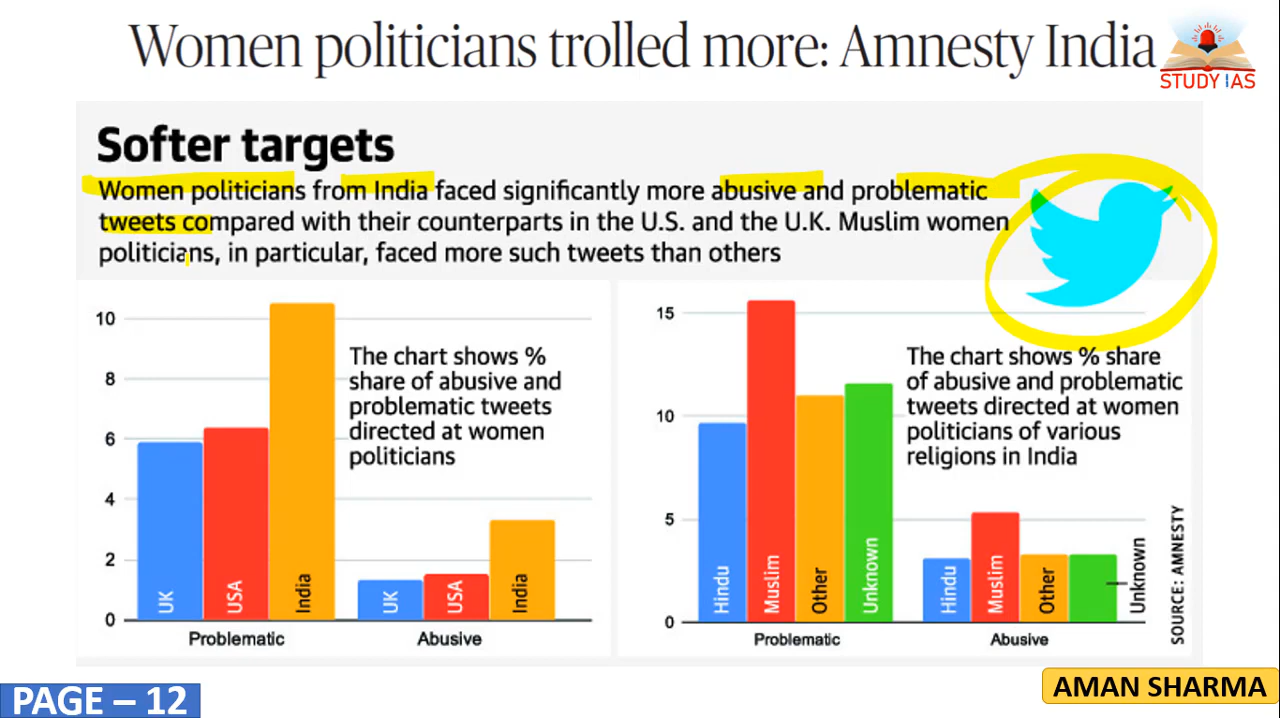 Women politicians trolled more: Amnesty India
STUDY IAS
Softer targets
Women politicians from India faced significantly more abusive and problematic
tweets compared with their counterparts in the U.S. and the U.K. Muslim women
politicians, in particular, faced more such tweets than others
10
8
6
4
2
0
The chart shows %
share of abusive and
problematic tweets
directed at women
politicians
UK
USA
India
UK
USA
India
Problematic
Abusive
15
10
5
0
The chart shows % share
of abusive and problematic
tweets directed at women
politicians of various
religions in India
Hindu
Muslim
Other
Unknown
Hindu
Muslim
Other
Unknown
Problematic
Abusive
SOURCE: AMNESTY
PAGE – 12
AMAN SHARMA